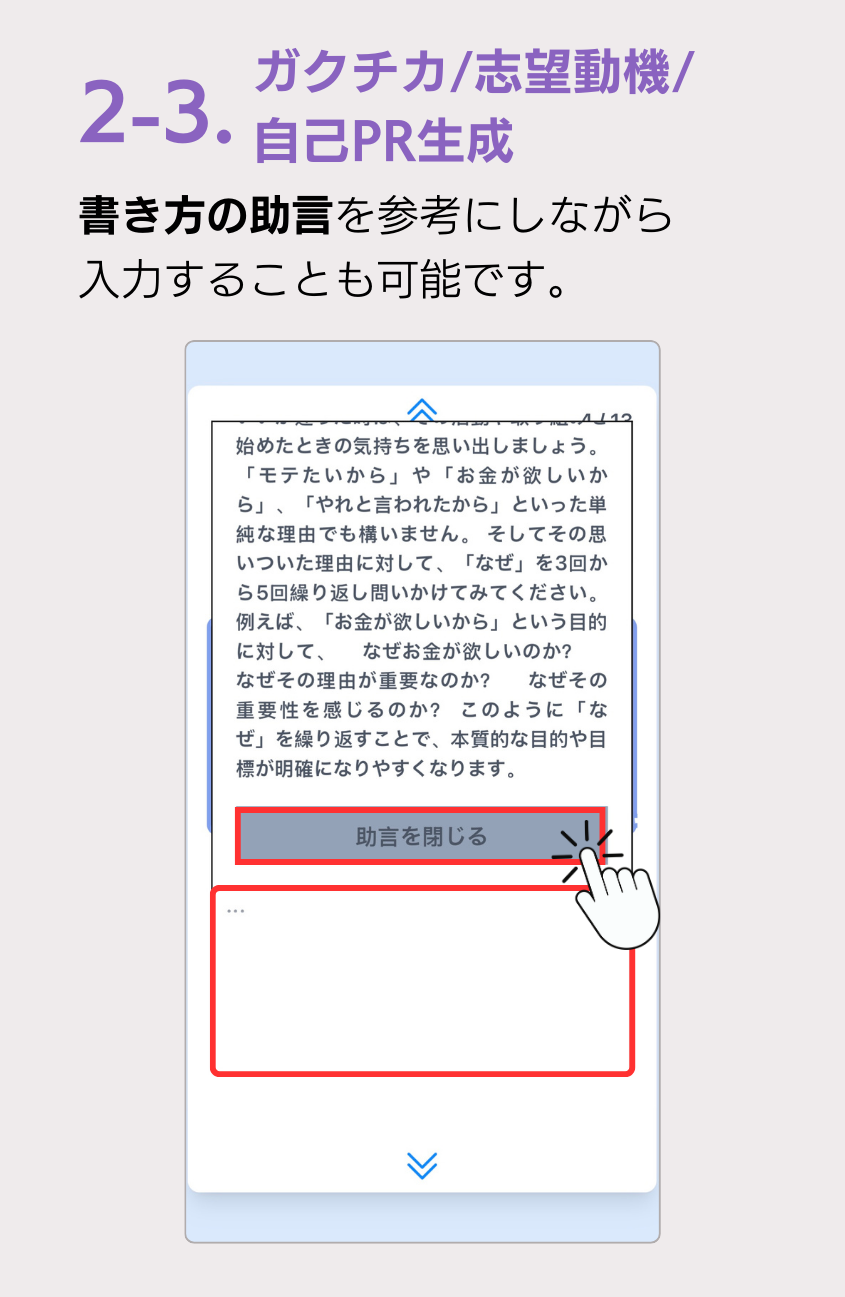 2-3.
ガクチカ/志望動機/
自己PR生成
書き方の助言を参考にしながら
入力することも可能です。
始めたときの気持ちを思い出しましょう。
「モテたいから」や「お金が欲しいか
ら」、「やれと言われたから」といった単
純な理由でも構いません。 そしてその思
いついた理由に対して、「なぜ」を3回か
ら5回繰り返し問いかけてみてください。
例えば、「お金が欲しいから」という目的
に対して、 なぜお金が欲しいのか?
なぜその理由が重要なのか? なぜその
重要性を感じるのか? このように「な
ぜ」を繰り返すことで、本質的な目的や目
標が明確になりやすくなります。
助言を閉じる
...